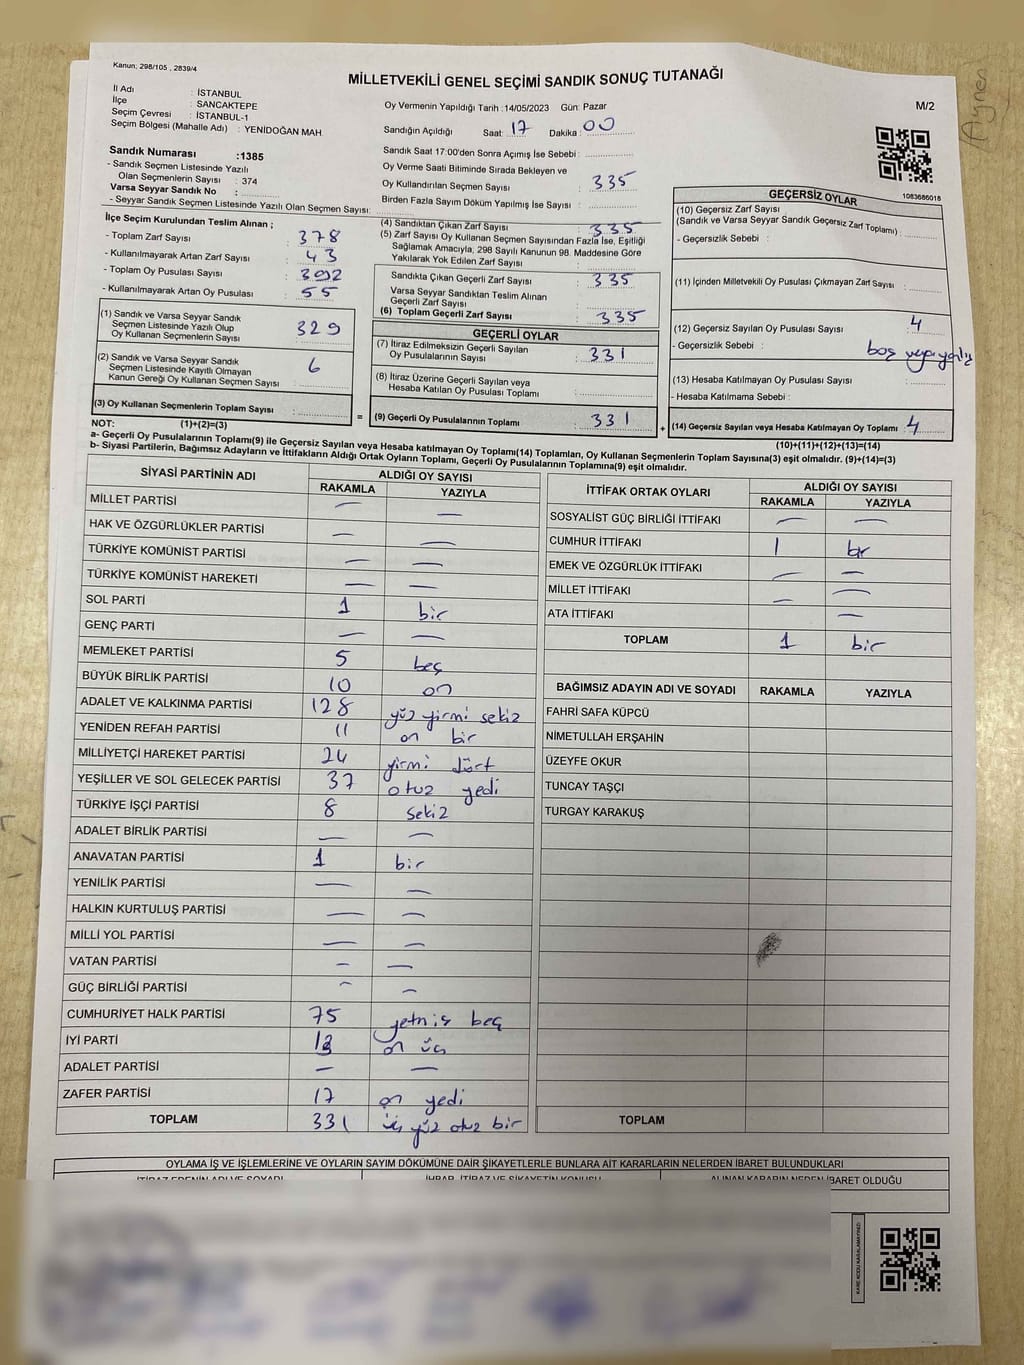 Kanun; 298/105 , 2839/4
MİLLETVEKİLİ GENEL SEÇİMİ SANDIK SONUÇ TUTANAĞI
M/2
Aynen
İl Adı : İSTANBUL
İlçe : SANCAKTEPE
Seçim Çevresi : İSTANBUL-1
Seçim Bölgesi (Mahalle Adı) : YENİDOĞAN MAH.
Oy Vermenin Yapıldığı Tarih :14/05/2023 Gün: Pazar
Sandığın Açıldığı Saat: 17 Dakika: 00
Sandık Saat 17:00'den Sonra Açımış İse Sebebi :
Oy Verme Saati Bitiminde Sırada Bekleyen ve
Oy Kullandırılan Seçmen Sayısı : 335
Birden Fazla Sayım Döküm Yapılmış İse Sayısı :
Sandık Numarası :1385
- Sandık Seçmen Listesinde Yazılı
Olan Seçmenlerin Sayısı : 374
Varsa Seyyar Sandık No :
- Seyyar Sandık Seçmen Listesinde Yazılı Olan Seçmen Sayısı:
1083686018
İlçe Seçim Kurulundan Teslim Alınan ;
- Toplam Zarf Sayısı : 378
- Kullanılmayarak Artan Zarf Sayısı : 43
- Toplam Oy Pusulası Sayısı : 392
- Kullanılmayarak Artan Oy Pusulası : 55
(1) Sandık ve Varsa Seyyar Sandık
Seçmen Listesinde Yazılı Olup
Oy Kullanan Seçmenlerin Sayısı : 329
(2) Sandık ve Varsa Seyyar Sandık
Seçmen Listesinde Kayıtlı Olmayan
Kanun Gereği Oy Kullanan Seçmen Sayısı : 6
(3) Oy Kullanan Seçmenlerin Toplam Sayısı :
(4) Sandıktan Çıkan Zarf Sayısı : 335
(5) Zarf Sayısı Oy Kullanan Seçmen Sayısından Fazla İse, Eşitliği
Sağlamak Amacıyla, 298 Sayılı Kanunun 98. Maddesine Göre
Yakılarak Yok Edilen Zarf Sayısı :
Sandıkta Çıkan Geçerli Zarf Sayısı : 335
Varsa Seyyar Sandıktan Teslim Alınan
Geçerli Zarf Sayısı :
(6) Toplam Geçerli Zarf Sayısı : 335
GEÇERLİ OYLAR
(7) İtiraz Edilmeksizin Geçerli Sayılan
Oy Pusulalarının Sayısı : 331
(8) İtiraz Üzerine Geçerli Sayılan veya
Hesaba Katılan Oy Pusulası Toplamı :
= (9) Geçerli Oy Pusulalarının Toplamı : 331 +
GEÇERSİZ OYLAR
(10) Geçersiz Zarf Sayısı
(Sandık ve Varsa Seyyar Sandık Geçersiz Zarf Toplamı) :
- Geçersizlik Sebebi :
(11) İçinden Milletvekili Oy Pusulası Çıkmayan Zarf Sayısı :
(12) Geçersiz Sayılan Oy Pusulası Sayısı : 4
- Geçersizlik Sebebi : boş
(13) Hesaba Katılmayan Oy Pusulası Sayısı :
- Hesaba Katılmama Sebebi :
(14) Geçersiz Sayılan veya Hesaba Katılmayan Oy Toplamı : 4
NOT: (1)+(2)=(3)
(10)+(11)+(12)+(13)=(14)
a- Geçerli Oy Pusulalarının Toplamı(9) ile Geçersiz Sayılan veya Hesaba katılmayan Oy Toplamı(14) Toplamları, Oy Kullanan Seçmenlerin Toplam Sayısına(3) eşit olmalıdır. (9)+(14)=(3)
b- Siyasi Partilerin, Bağımsız Adayların ve İttifakların Aldığı Ortak Oyların Toplamı, Geçerli Oy Pusulalarının Toplamına(9) eşit olmalıdır.
SİYASİ PARTİNİN ADI ALDIĞI OY SAYISI
RAKAMLA YAZIYLA
MİLLET PARTİSI — —
HAK VE ÖZGÜRLÜKLER PARTİSİ — —
TÜRKİYE KOMÜNİST PARTİSİ — —
TÜRKİYE KOMÜNİST HAREKETİ — —
SOL PARTİ 1 bir
GENÇ PARTİ — —
MEMLEKET PARTİSİ 5 beş
BÜYÜK BİRLİK PARTİSİ 10 on
ADALET VE KALKINMA PARTİSİ 128 yüz yirmi sekiz
YENİDEN REFAH PARTİSİ 11 on bir
MİLLİYETÇİ HAREKET PARTİSİ 24 yirmi dört
YEŞİLLER VE SOL GELECEK PARTİSİ 37 otuz yedi
TÜRKİYE İŞÇİ PARTİSİ 8 sekiz
ADALET BİRLİK PARTİSİ — —
ANAVATAN PARTİSİ 1 bir
YENİLİK PARTİSİ — —
HALKIN KURTULUŞ PARTİSİ — —
MİLLİ YOL PARTİSİ — —
VATAN PARTİSİ — —
GÜÇ BİRLİĞİ PARTİSİ — —
CUMHURİYET HALK PARTİSİ 75 yetmiş beş
İYİ PARTİ 13 on üç
ADALET PARTİSİ — —
ZAFER PARTİSİ 17 on yedi
TOPLAM 331 üç yüz otuz bir
İTTİFAK ORTAK OYLARI ALDIĞI OY SAYISI
RAKAMLA YAZIYLA
SOSYALİST GÜÇ BİRLİĞİ İTTİFAKI — —
CUMHUR İTTİFAKI 1 bir
EMEK VE ÖZGÜRLÜK İTTİFAKI — —
MİLLET İTTİFAKI — —
ATA İTTİFAKI —
TOPLAM 1 bir
BAĞIMSIZ ADAYIN ADI VE SOYADI RAKAMLA YAZIYLA
FAHRİ SAFA KÜPCÜ
NİMETULLAH ERŞAHİN
ÜZEYFE OKUR
TUNCAY TAŞÇI
TURGAY KARAKUŞ
TOPLAM
OYLAMA İŞ VE İŞLEMLERİNE VE OYLARIN SAYIM DÖKÜMÜNE DAİR ŞİKAYETLERLE BUNLARA AİT KARARLARIN NELERDEN İBARET BULUNDUKLARI
İTİRAZ EDENİN ADI VE SOYADI İHBAR, İTİRAZ VE ŞİKAYETİN KONUSU ALINAN KARARIN NEDEN İBARET OLDUĞU